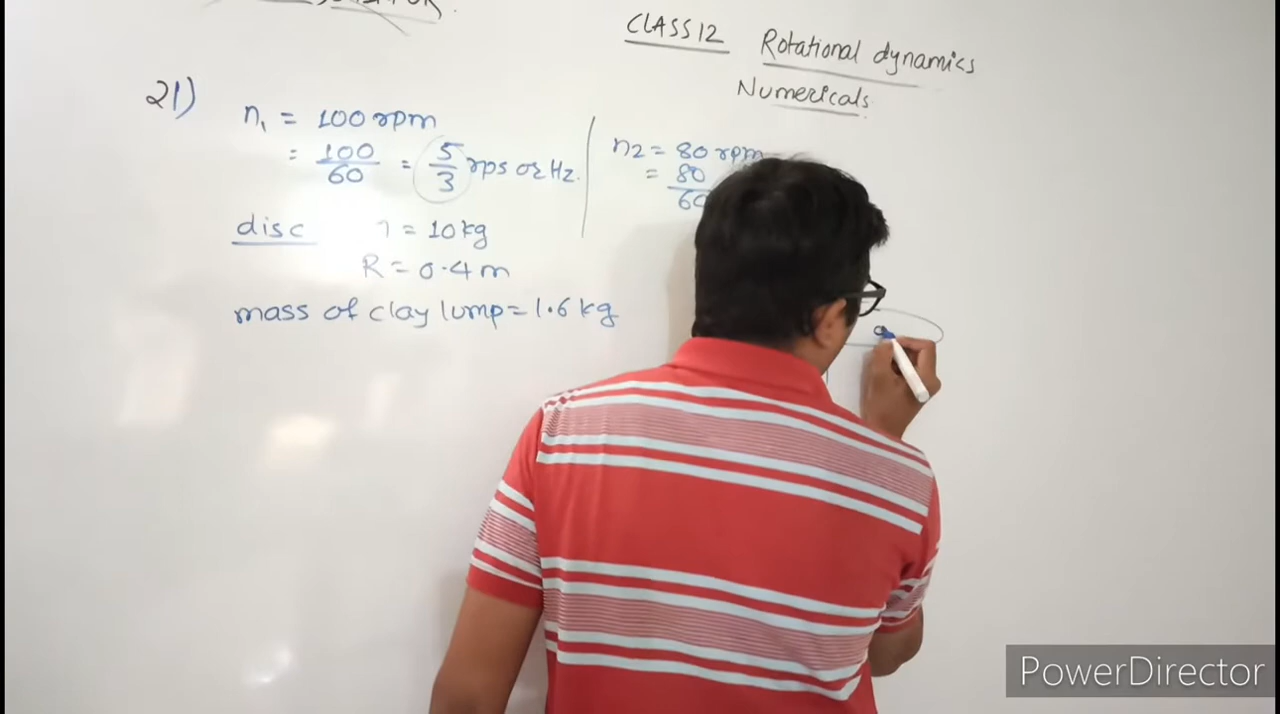 CLASS 12 Rotational dynamics
Numericals
21)
n₁ = 100 rpm
= 100/60 = 5/3 rps or Hz.
n2 = 80 rpm
= 80/60
disc = 10 kg
R = 0.4 m
mass of clay lump = 1.6 kg
PowerDirector